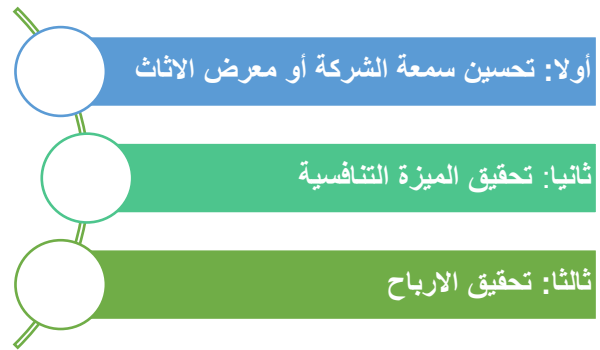 أولا: تحسين سمعة الشركة أو معرض الاثاث
ثانيا: تحقيق الميزة التنافسية
ثالثا: تحقيق الارباح